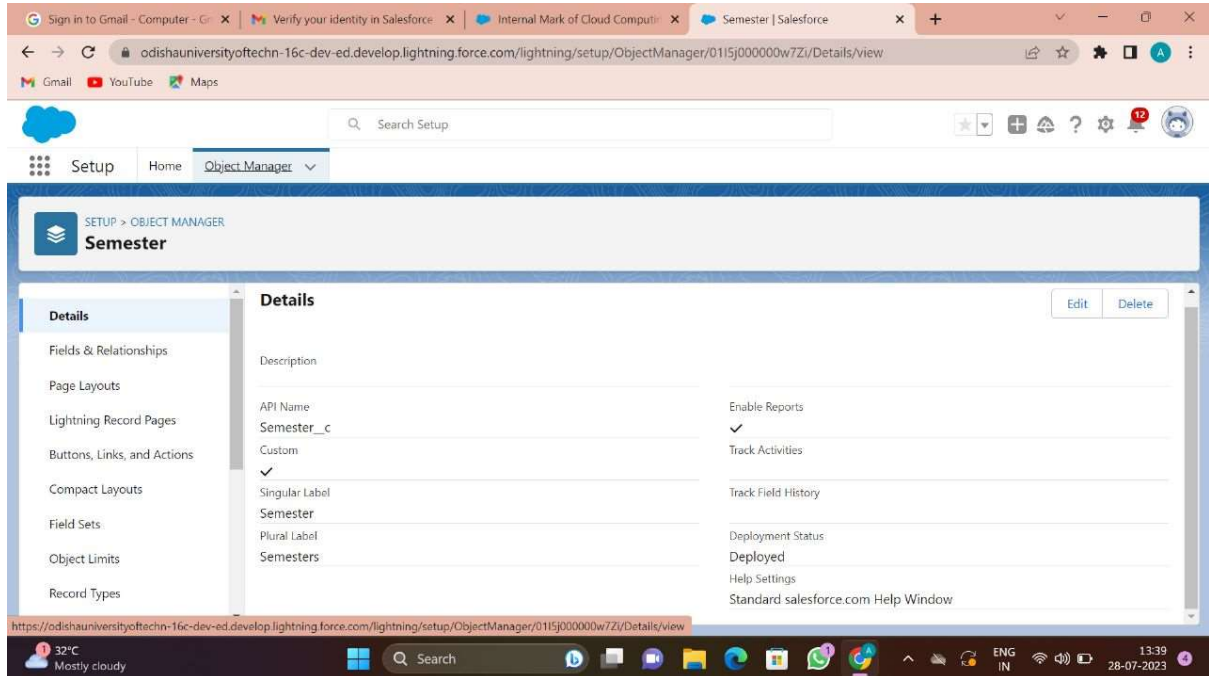 Sign in to Gmail - Computer - Gm
Verify your identity in Salesforce
Internal Mark of Cloud Computin
Semester | Salesforce
odishauniversityoftechn-16c-dev-ed.develop.lightning.force.com/lightning/setup/ObjectManager/01I5j000000w7Zi/Details/view
A
Gmail YouTube Maps
Search Setup
12
Setup Home Object Manager
SETUP > OBJECT MANAGER
Semester
Details
Fields & Relationships
Page Layouts
Lightning Record Pages
Buttons, Links, and Actions
Compact Layouts
Field Sets
Object Limits
Record Types
Details
Edit Delete
Description
API Name
Semester__c
Custom
Singular Label
Semester
Plural Label
Semesters
Enable Reports
Track Activities
Track Field History
Deployment Status
Deployed
Help Settings
Standard salesforce.com Help Window
https://odishauniversityoftechn-16c-dev-ed.develop.lightning.force.com/lightning/setup/ObjectManager/01I5j000000w7Zi/Details/view
1
32°C
Mostly cloudy
Search
ENG
IN
13:39
28-07-2023
4